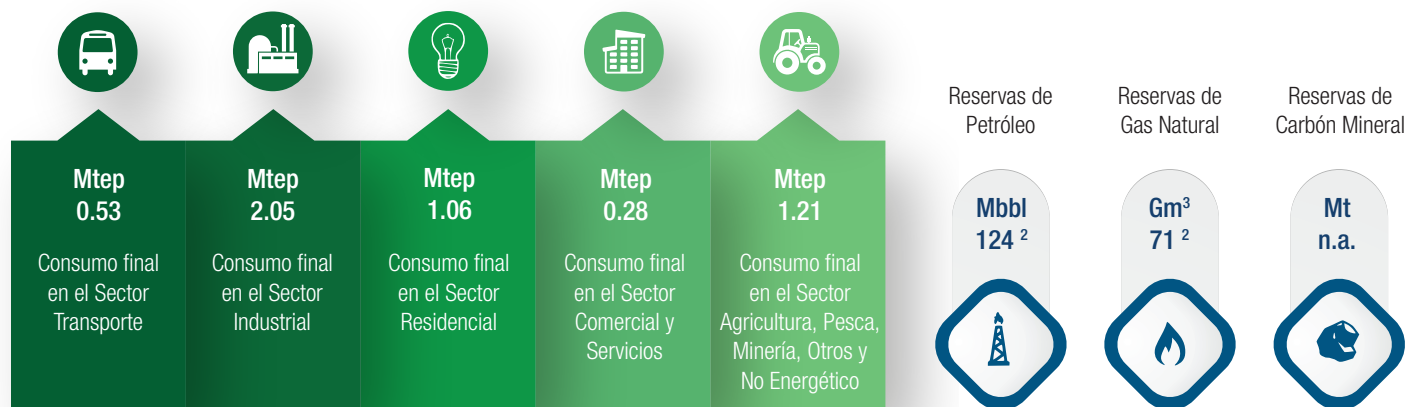 Mtep
0.53
Consumo final
en el Sector
Transporte
Mtep
2.05
Consumo final
en el Sector
Industrial
Mtep
1.06
Consumo final
en el Sector
Residencial
Mtep
0.28
Consumo final
en el Sector
Comercial y
Servicios
Mtep
1.21
Consumo final
en el Sector
Agricultura, Pesca,
Minería, Otros y
No Energético
Reservas de
Petróleo
Mbbl
124 ²
Reservas de
Gas Natural
Gm³
71 ²
Reservas de
Carbón Mineral
Mt
n.a.